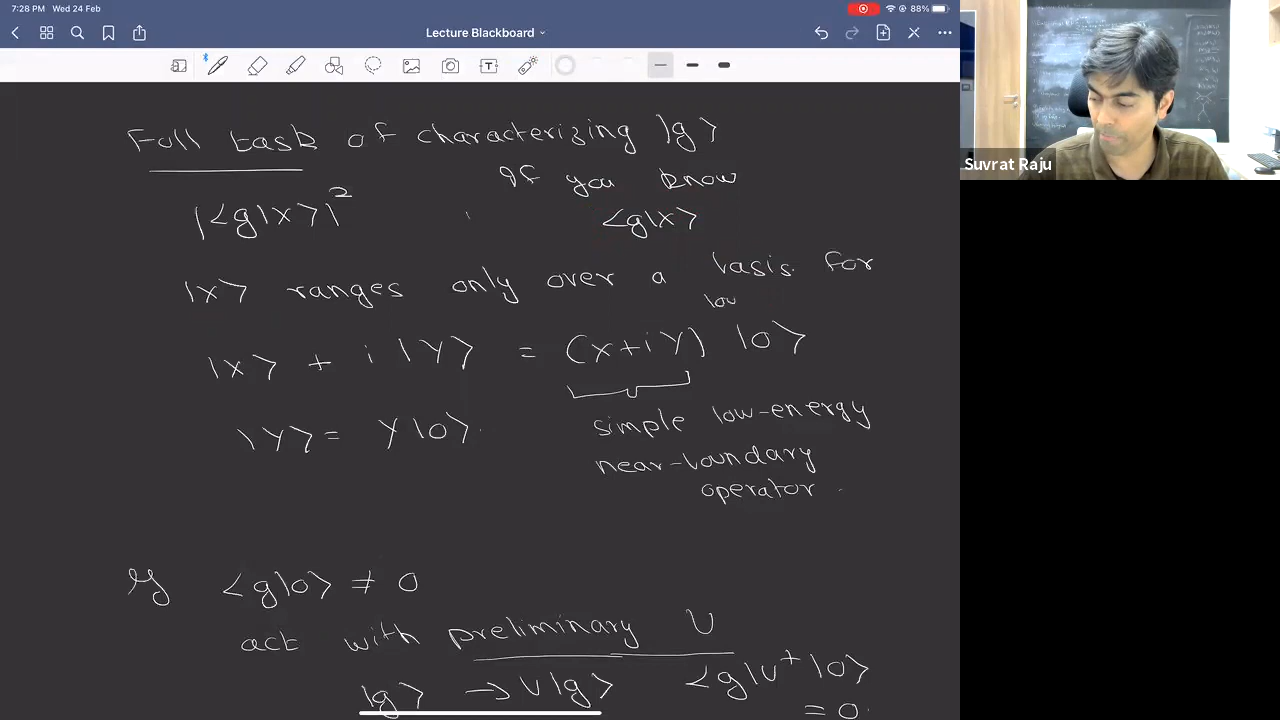 7:28 PM Wed 24 Feb
88%
Lecture Blackboard
T
Suvrat Raju
Full task of characterizing |g>
If you know
|<g|x>|² <g|x>
|x> ranges only over a basis for
low
|x> + i |Y> = (x+iY) |0>
|Y> = Y|0>.
simple low-energy
near-boundary
operator.
If <g|0> ≠ 0
act with preliminary U
|g> → U|g> <g|U† |0>
= 0.